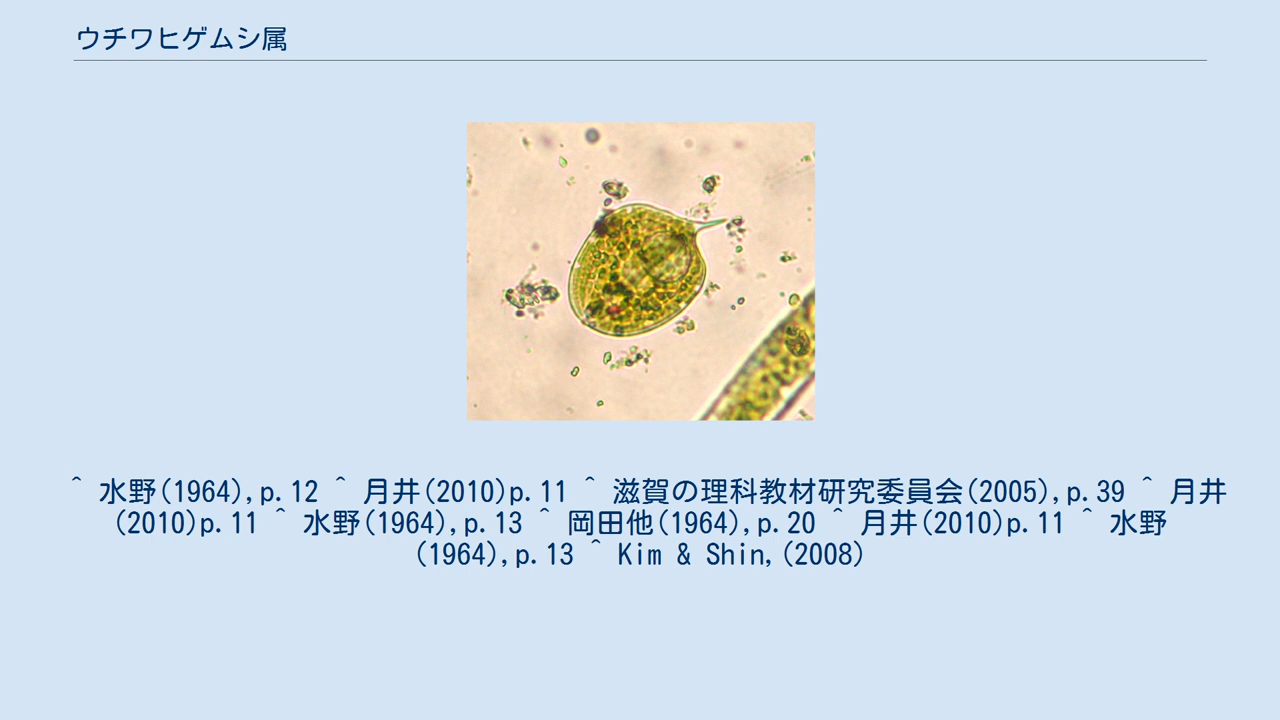 ウチワヒゲムシ属
^ 水野(1964),p.12 ^ 月井(2010)p.11 ^ 滋賀の理科教材研究委員会(2005),p.39 ^ 月井
(2010)p.11 ^ 水野(1964),p.13 ^ 岡田他(1964),p.20 ^ 月井(2010)p.11 ^ 水野
(1964),p.13 ^ Kim & Shin,(2008)